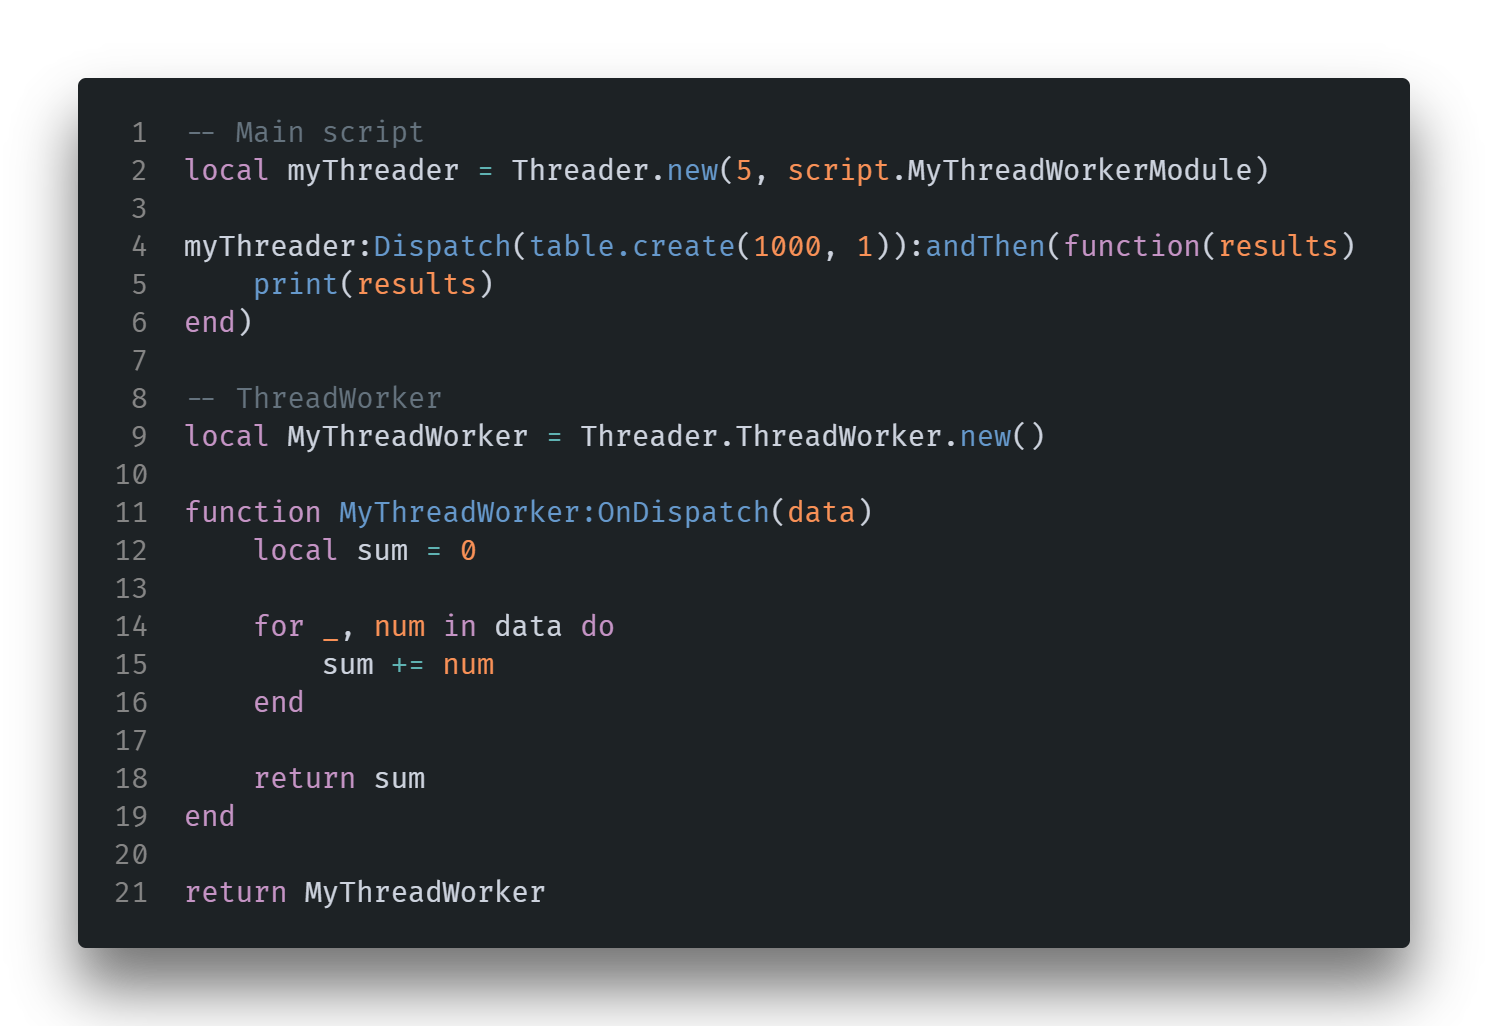 1 -- Main script
2 local myThreader = Threader.new(5, script.MyThreadWorkerModule)
3
4 myThreader:Dispatch(table.create(1000, 1)):andThen(function(results)
5     print(results)
6 end)
7
8 -- ThreadWorker
9 local MyThreadWorker = Threader.ThreadWorker.new()
10
11 function MyThreadWorker:OnDispatch(data)
12     local sum = 0
13
14     for _, num in data do
15         sum += num
16     end
17
18     return sum
19 end
20
21 return MyThreadWorker